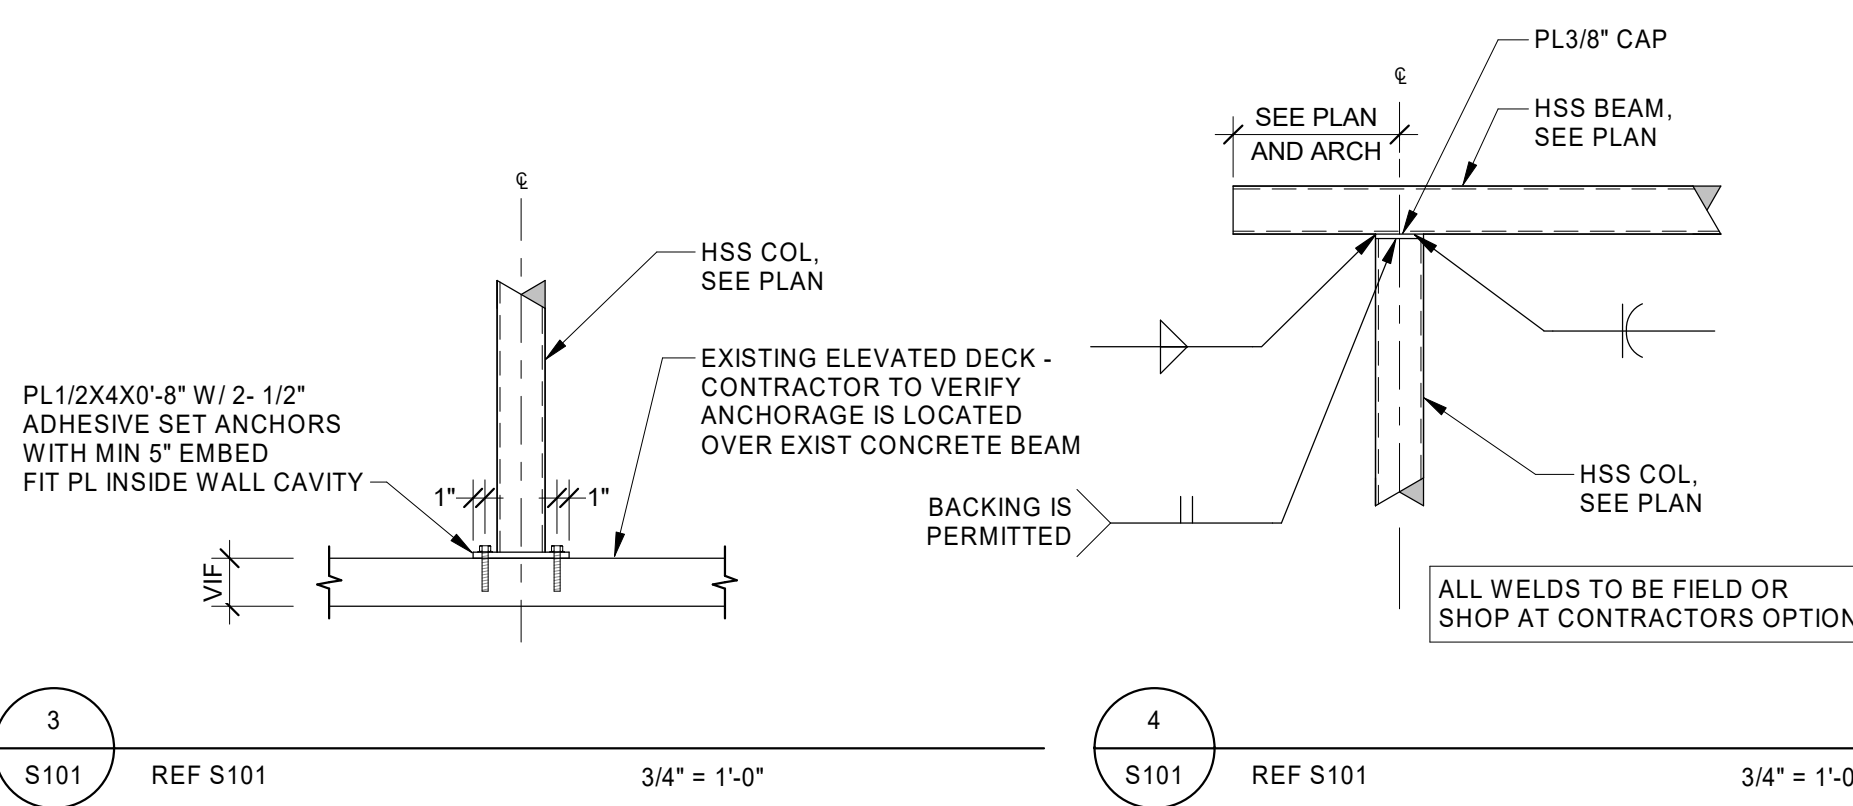 ℄
HSS COL,
SEE PLAN
EXISTING ELEVATED DECK -
CONTRACTOR TO VERIFY
ANCHORAGE IS LOCATED
OVER EXIST CONCRETE BEAM
PL1/2X4X0'-8" W/ 2- 1/2"
ADHESIVE SET ANCHORS
WITH MIN 5" EMBED
FIT PL INSIDE WALL CAVITY
1"
1"
VIF
3
S101
REF S101
3/4" = 1'-0"
PL3/8" CAP
℄
HSS BEAM,
SEE PLAN
SEE PLAN
AND ARCH
BACKING IS
PERMITTED
HSS COL,
SEE PLAN
ALL WELDS TO BE FIELD OR
SHOP AT CONTRACTORS OPTION
4
S101
REF S101
3/4" = 1'-0